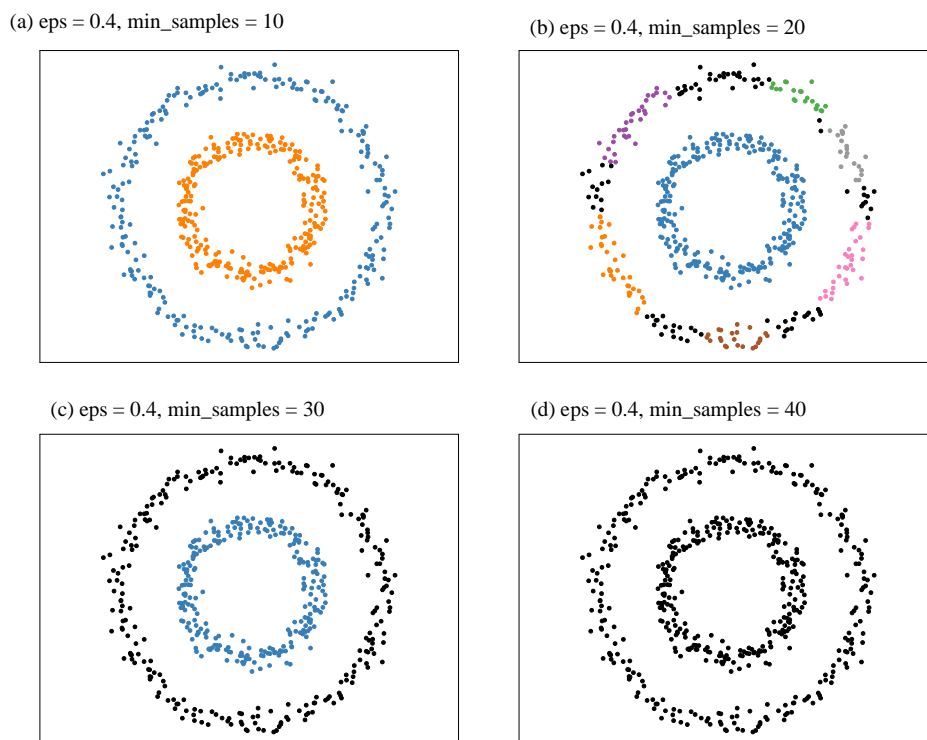 (a) eps = 0.4, min_samples = 10
(b) eps = 0.4, min_samples = 20
(c) eps = 0.4, min_samples = 30
(d) eps = 0.4, min_samples = 40